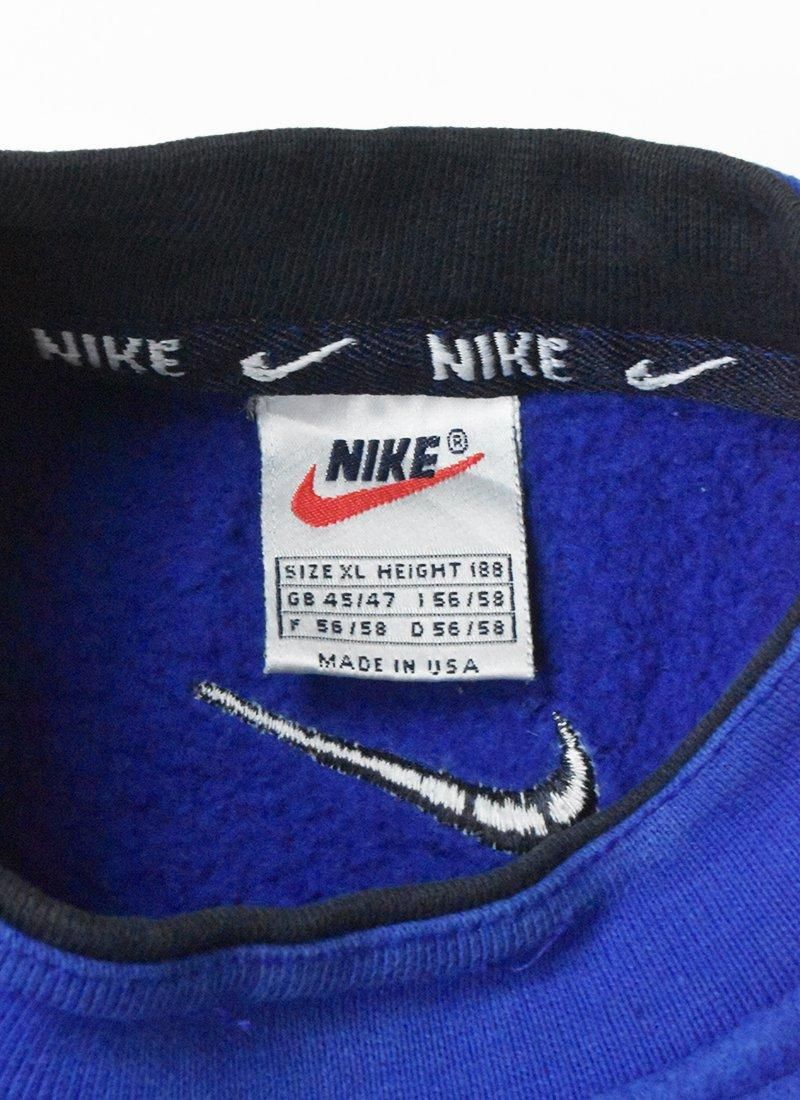 NIKE NIKE
NIKE®
SIZE XL HEIGHT 188
GB 45/47 I 56/58
F 56/58 D 56/58
MADE IN USA